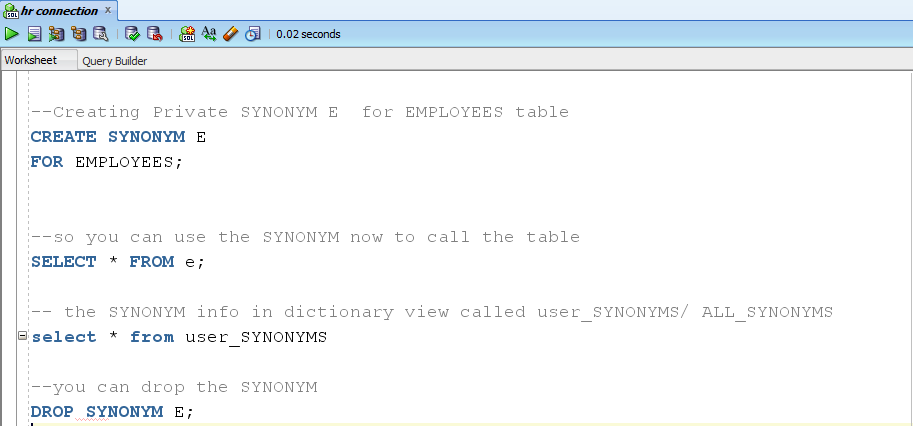 hr connection
0.02 seconds
Worksheet Query Builder
--Creating Private SYNONYM E  for EMPLOYEES table
CREATE SYNONYM E
FOR EMPLOYEES;
--so you can use the SYNONYM now to call the table
SELECT * FROM e;
-- the SYNONYM info in dictionary view called user_SYNONYMS/ ALL_SYNONYMS
select * from user_SYNONYMS
--you can drop the SYNONYM
DROP SYNONYM E;